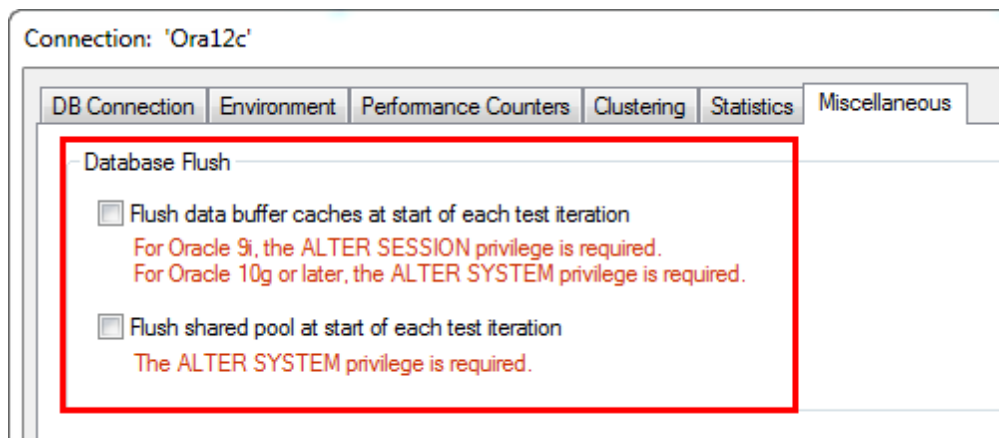 Connection: 'Ora12c'
DB Connection Environment Performance Counters Clustering Statistics Miscellaneous
Database Flush
Flush data buffer caches at start of each test iteration
For Oracle 9i, the ALTER SESSION privilege is required.
For Oracle 10g or later, the ALTER SYSTEM privilege is required.
Flush shared pool at start of each test iteration
The ALTER SYSTEM privilege is required.